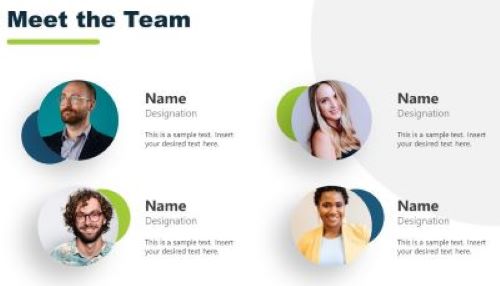 Meet the Team
Name
Designation
This is a sample text. Insert
your desired text here.
Name
Designation
This is a sample text. Insert
your desired text here.
Name
Designation
This is a sample text. Insert
your desired text here.
Name
Designation
This is a sample text. Insert
your desired text here.